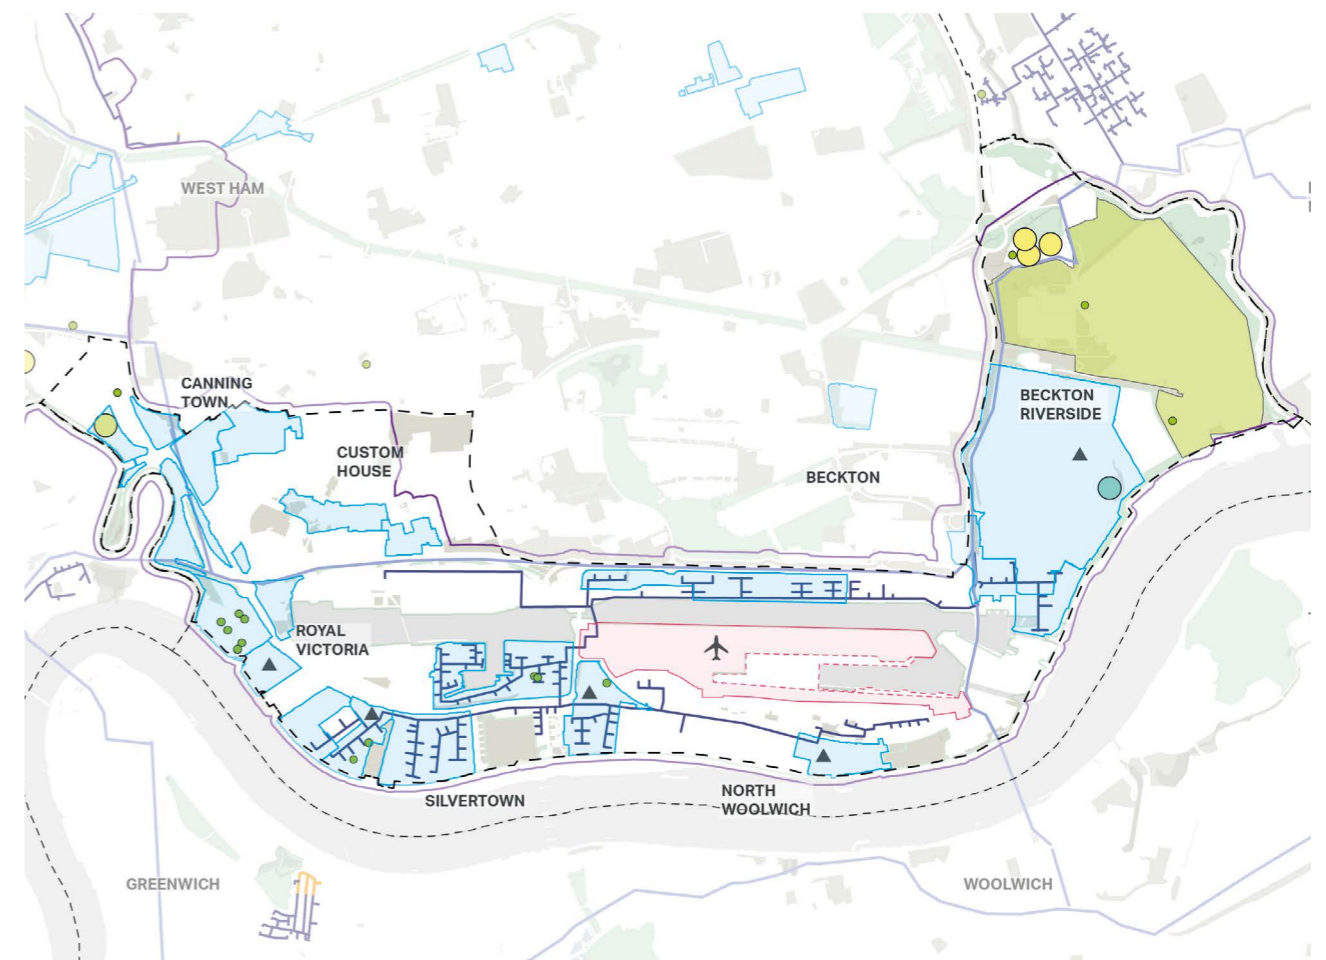 WEST HAM
CANNING
TOWN
BECKTON
RIVERSIDE
CUSTOM
HOUSE
BECKTON
ROYAL
VICTORIA
NORTH
WOOLWICH
SILVERTOWN
GREENWICH
WOOLWICH